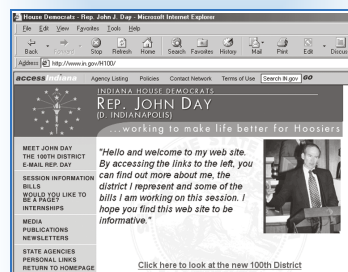 House Democrats - Rep. John J. Day - Microsoft Internet Explorer
File Edit View Favorites Tools Help
Back Forward Stop Refresh Home Search Favorites History Mail Print Edit Discus
Address http://www.in.gov/H100/
accessIndiana Agency Listing Policies Contact Network Terms of Use Search IN.gov GO
INDIANA HOUSE DEMOCRATS
REP. JOHN DAY
(D. INDIANAPOLIS)
...working to make life better for Hoosiers
MEET JOHN DAY
THE 100TH DISTRICT
E-MAIL REP. DAY
SESSION INFORMATION
BILLS
WOULD YOU LIKE TO
BE A PAGE?
INTERNSHIPS
MEDIA
PUBLICATIONS
NEWSLETTERS
STATE AGENCIES
PERSONAL LINKS
RETURN TO HOMEPAGE
"Hello and welcome to my web site.
By accessing the links to the left, you
can find out more about me, the
district I represent and some of the
bills I am working on this session. I
hope you find this web site to be
informative."
Click here to look at the new 100th District